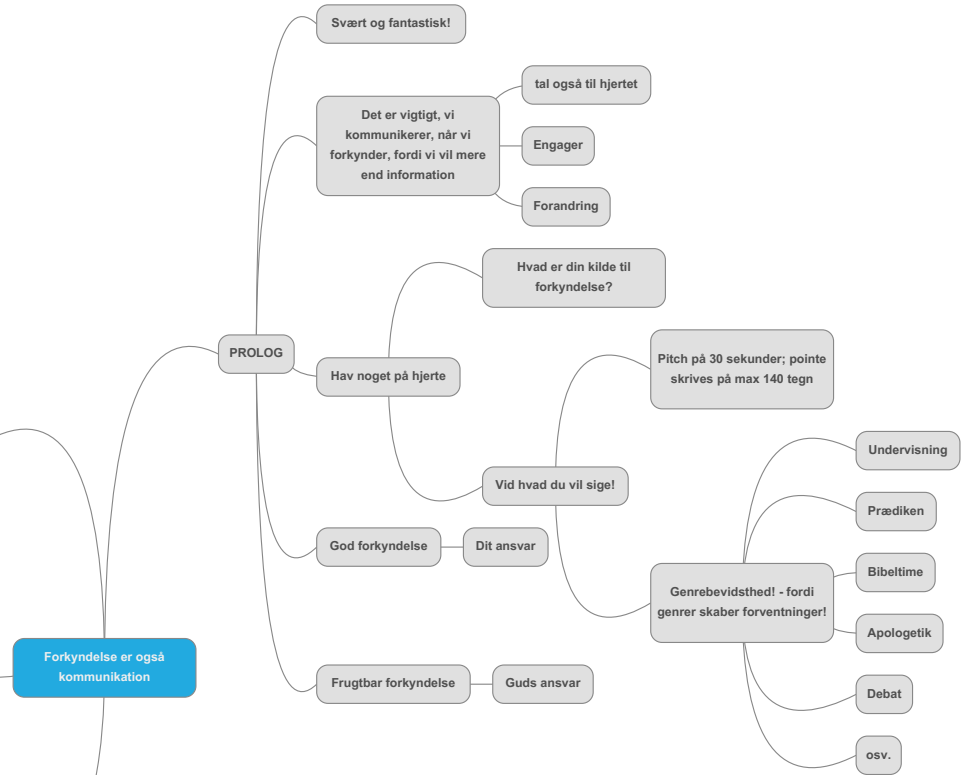 Svært og fantastisk!
Det er vigtigt, vi
kommunikerer, når vi
forkynder, fordi vi vil mere
end information
tal også til hjertet
Engager
Forandring
PROLOG
Hav noget på hjerte
Hvad er din kilde til
forkyndelse?
Vid hvad du vil sige!
Pitch på 30 sekunder; pointe
skrives på max 140 tegn
Genrebevidsthed! - fordi
genrer skaber forventninger!
Undervisning
Prædiken
Bibeltime
Apologetik
Debat
osv.
God forkyndelse
Dit ansvar
Frugtbar forkyndelse
Guds ansvar
Forkyndelse er også
kommunikation